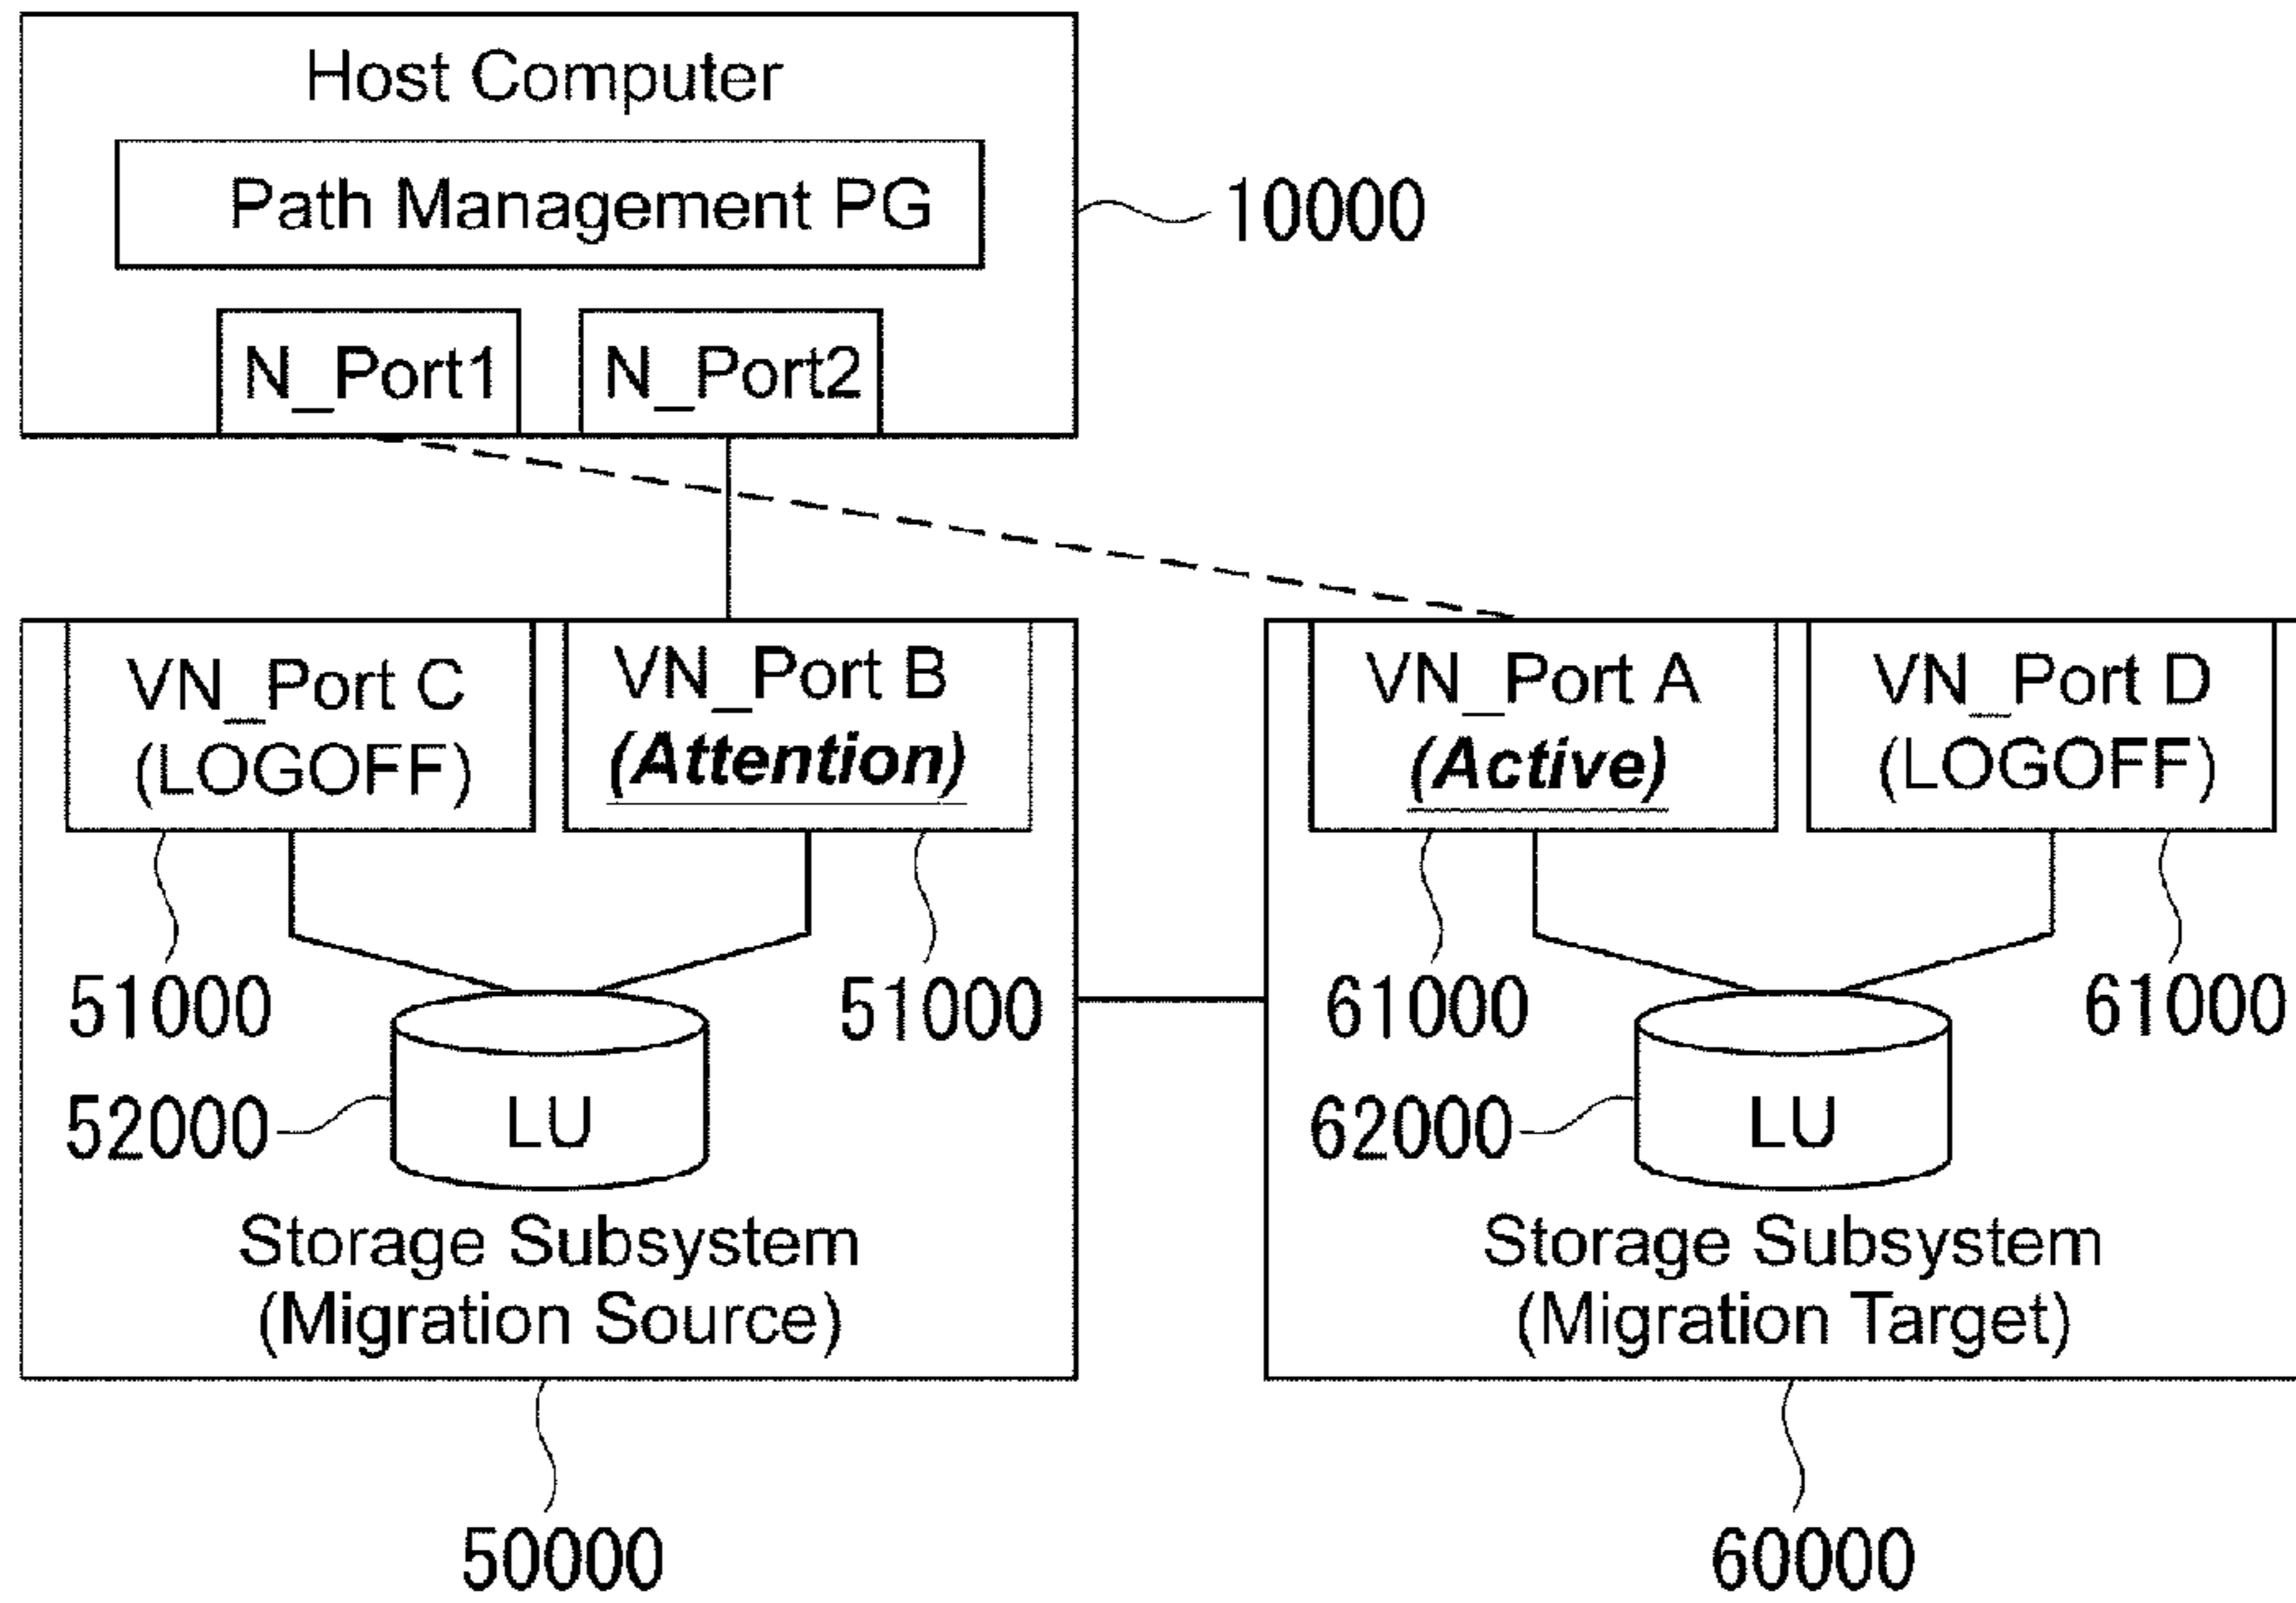 Host Computer
Path Management PG
10000
N_Port1
N_Port2
VN_Port C
(LOGOFF)
VN_Port B
(Attention)
VN_Port A
(Active)
VN_Port D
(LOGOFF)
51000
51000
61000
61000
52000
LU
62000
LU
Storage Subsystem
(Migration Source)
Storage Subsystem
(Migration Target)
50000
60000